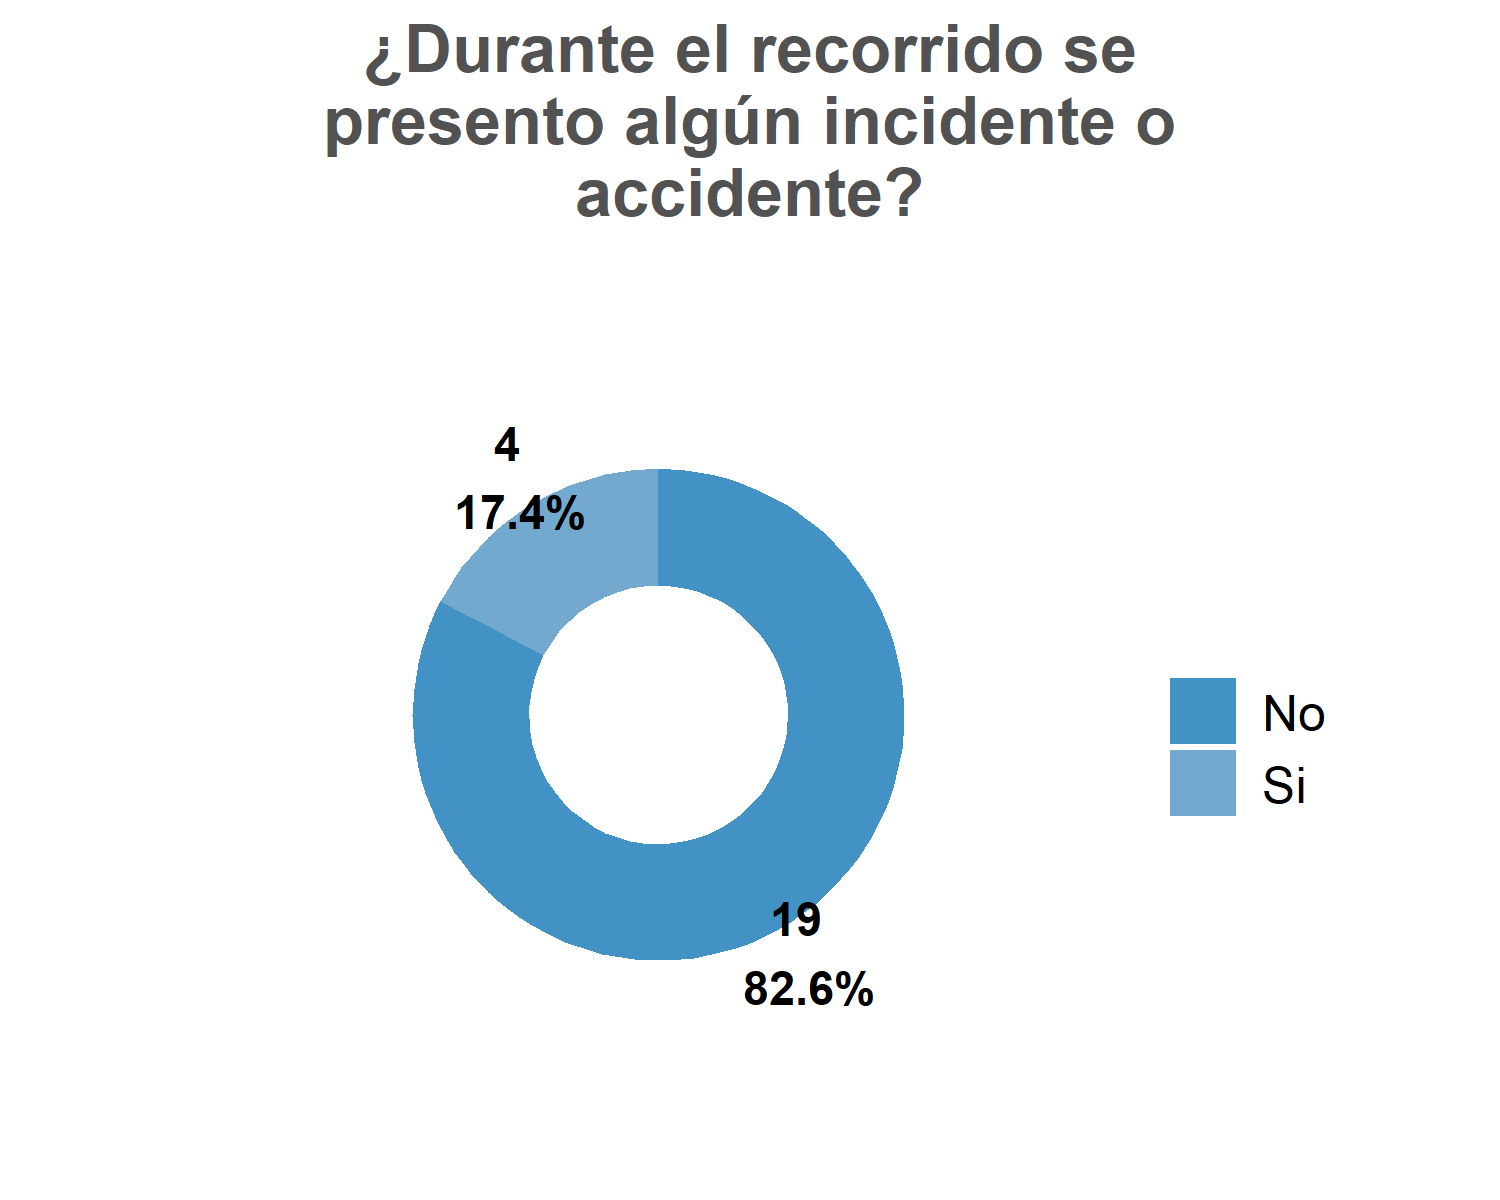 ¿Durante el recorrido se
presento algún incidente o
accidente?
4
17.4%
No
Si
19
82.6%